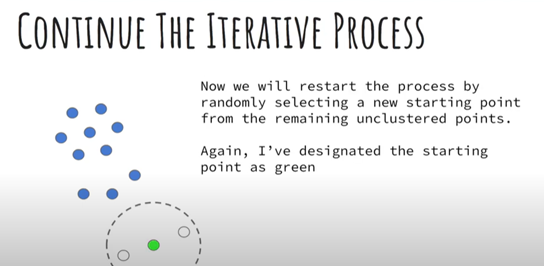 Continue The Iterative Process
Now we will restart the process by
randomly selecting a new starting point
from the remaining unclustered points.
Again, I've designated the starting
point as green